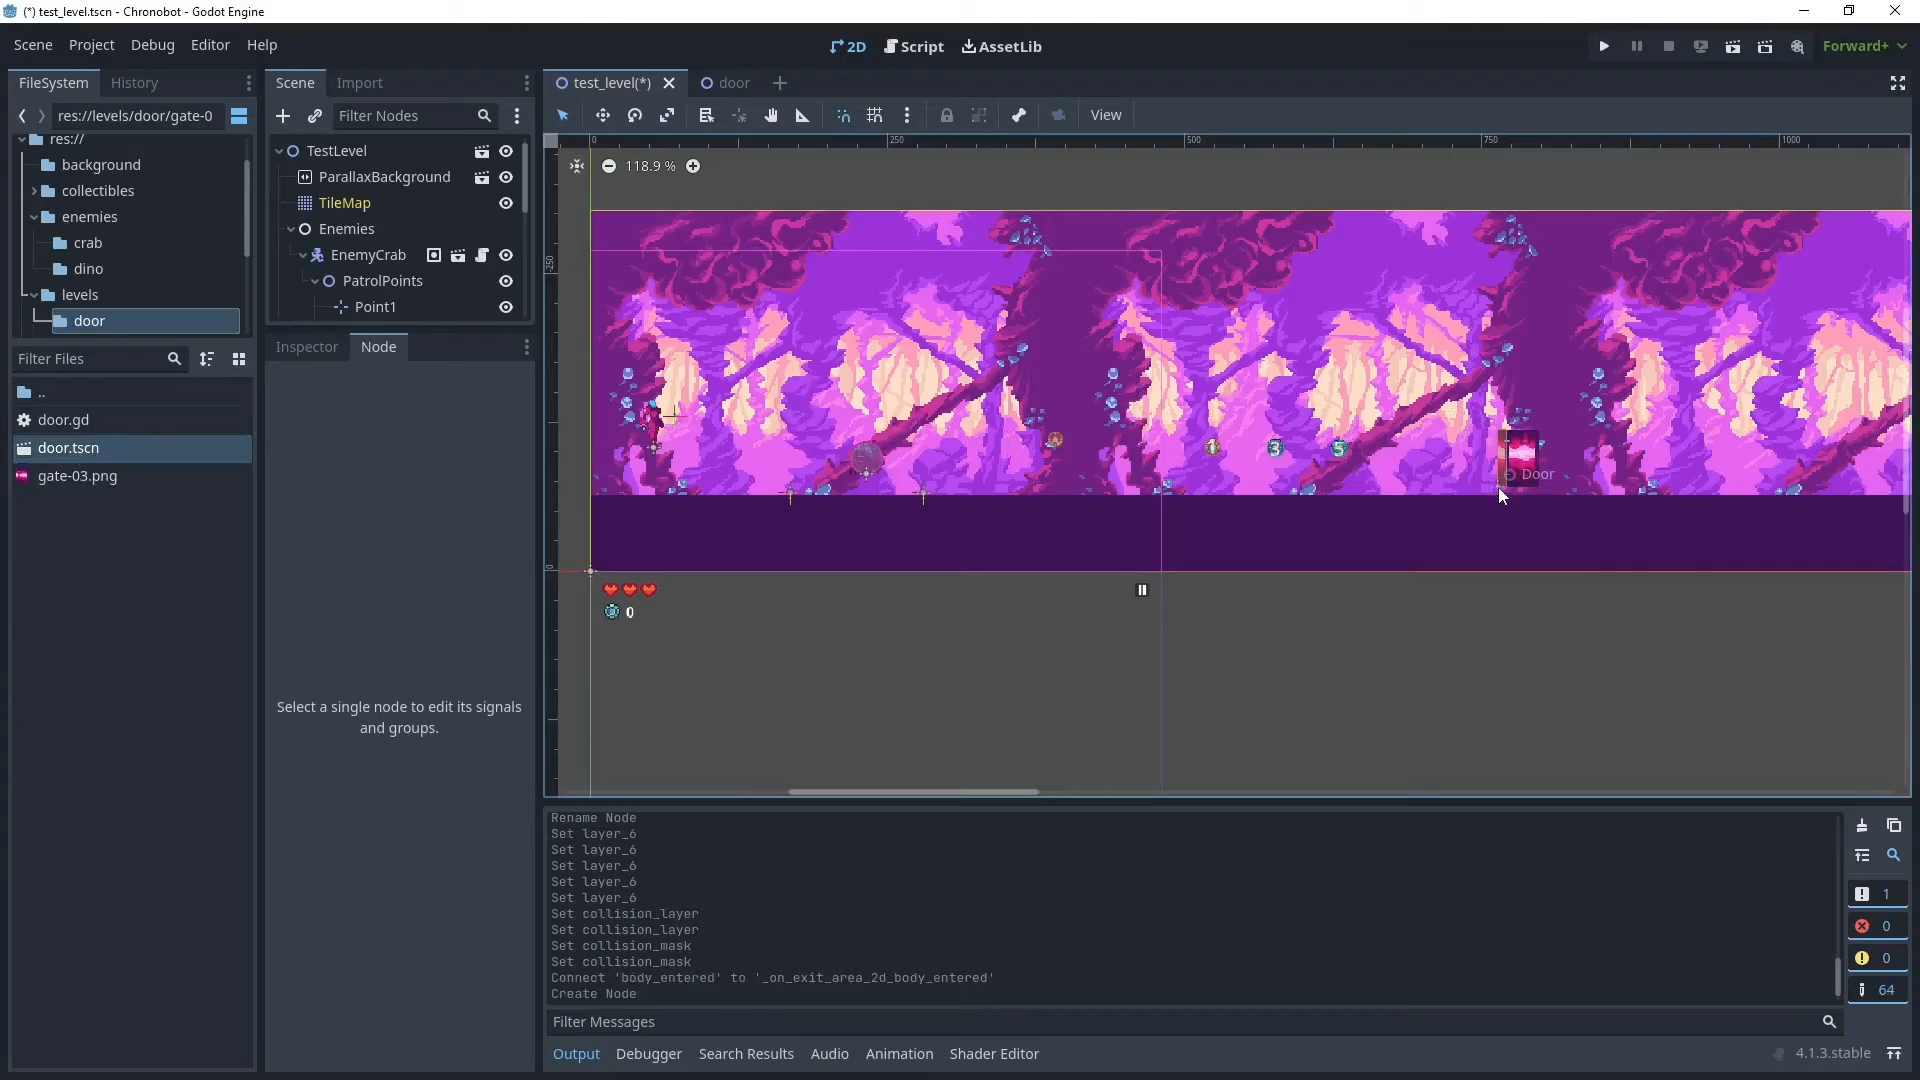 (*) test_level.tscn - Chronobot - Godot Engine
Scene Project Debug Editor Help
2D Script AssetLib
Forward+
FileSystem History
res://levels/door/gate-0
res://
background
collectibles
enemies
crab
dino
levels
door
Filter Files
..
door.gd
door.tscn
gate-03.png
Scene Import
Filter Nodes
TestLevel
ParallaxBackground
TileMap
Enemies
EnemyCrab
PatrolPoints
Point1
Inspector Node
Select a single node to edit its signals
and groups.
test_level(*) door
View
0 250 500 750 1000
118.9 %
-250
0
Door
0
Rename Node
Set layer_6
Set layer_6
Set layer_6
Set layer_6
Set layer_6
Set collision_layer
Set collision_layer
Set collision_mask
Set collision_mask
Connect 'body_entered' to '_on_exit_area_2d_body_entered'
Create Node
1
0
0
64
Filter Messages
Output Debugger Search Results Audio Animation Shader Editor
4.1.3.stable